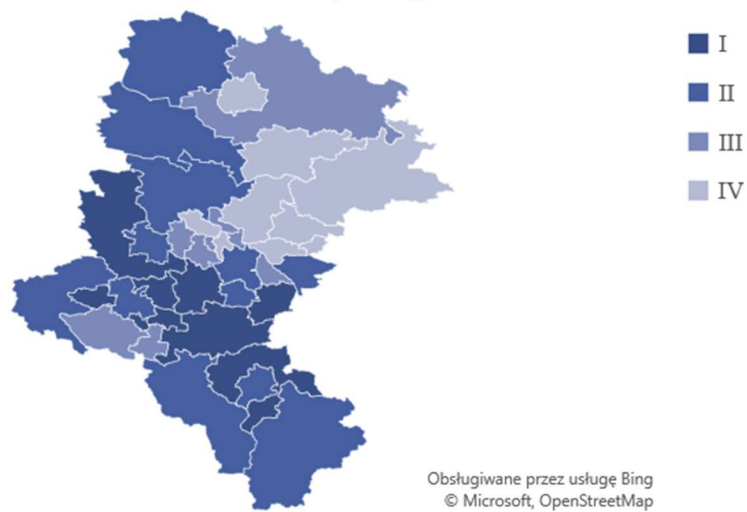 I
II
III
IV
Obsługiwane przez usługę Bing
© Microsoft, OpenStreetMap